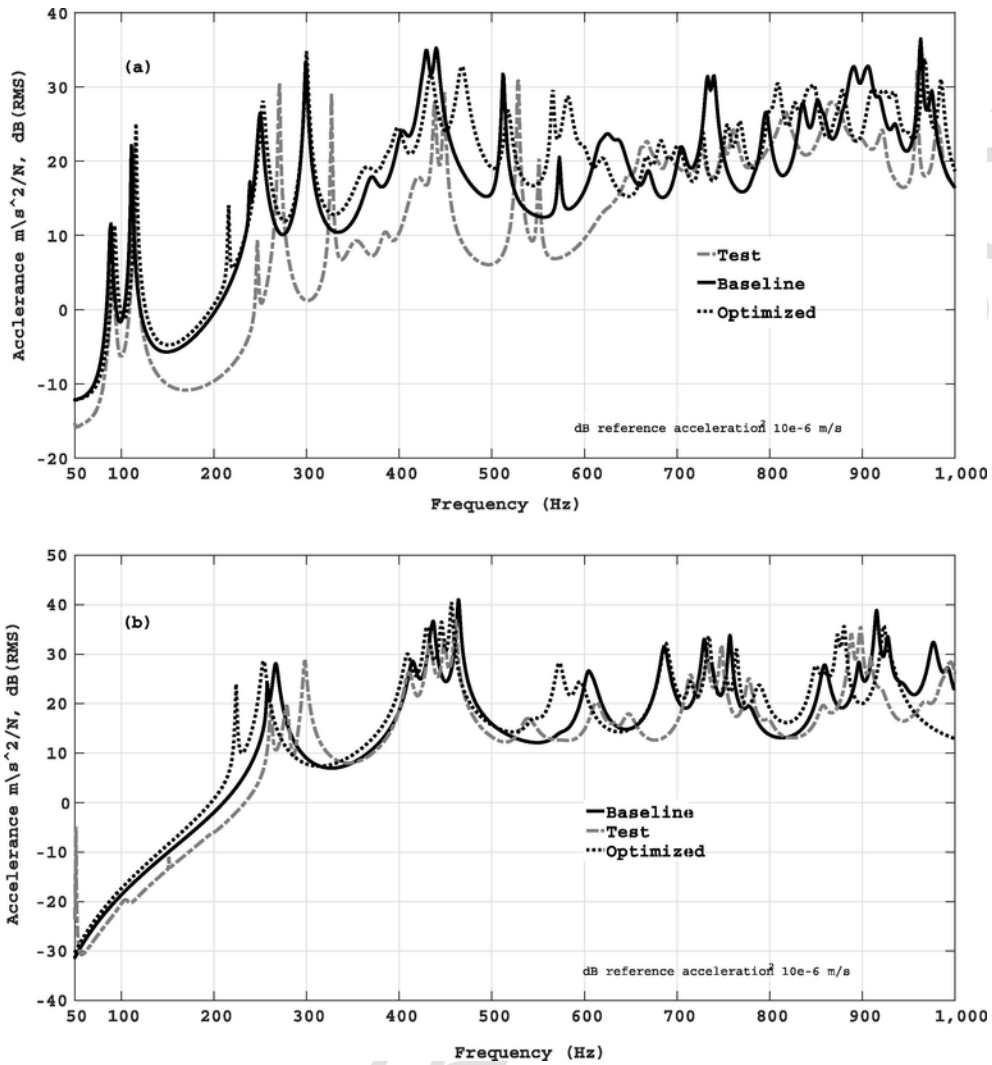 40
30
20
10
0
-10
-20
Acclerance m\s^2/N, dB(RMS)
(a)
Test
Baseline
Optimized
dB reference acceleration2 10e-6 m/s
50 100 200 300 400 500 600 700 800 900 1,000
Frequency (Hz)
50
40
30
20
10
0
-10
-20
-30
-40
Accelerance m\s^2/N, dB(RMS)
(b)
Baseline
Test
Optimized
dB reference acceleration2 10e-6 m/s
50 100 200 300 400 500 600 700 800 900 1,000
Frequency (Hz)